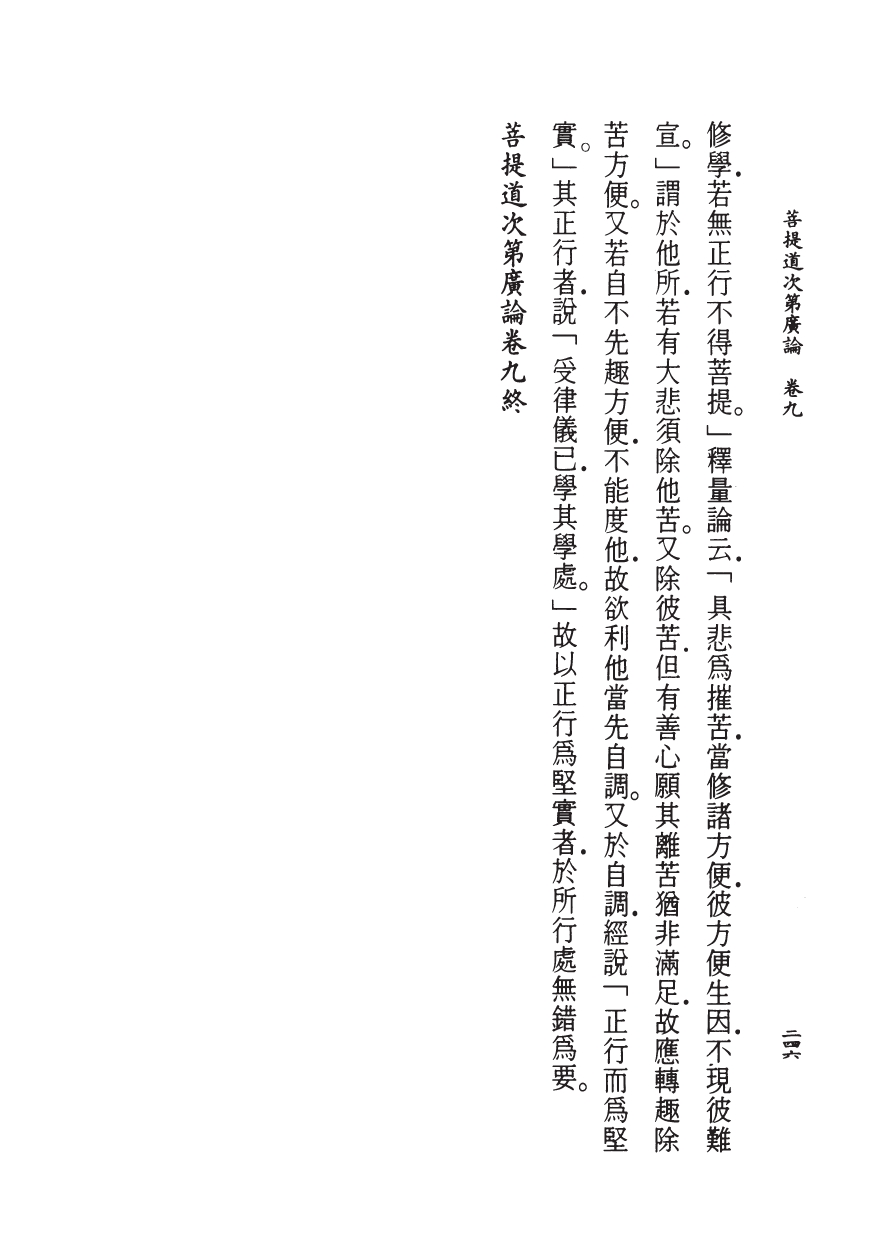 菩提道次第廣論　卷九
二四六
修學．若無正行不得菩提。」釋量論云．「具悲爲摧苦．當修諸方便．彼方便生因．不現彼難
宣。」謂於他所．若有大悲須除他苦。又除彼苦．但有善心願其離苦猶非滿足．故應轉趣除
苦方便。又若自不先趣方便．不能度他．故欲利他當先自調。又於自調．經說「正行而爲堅
實。」其正行者．說「受律儀已．學其學處。」故以正行爲堅實者．於所行處無錯爲要。
菩提道次第廣論卷九終